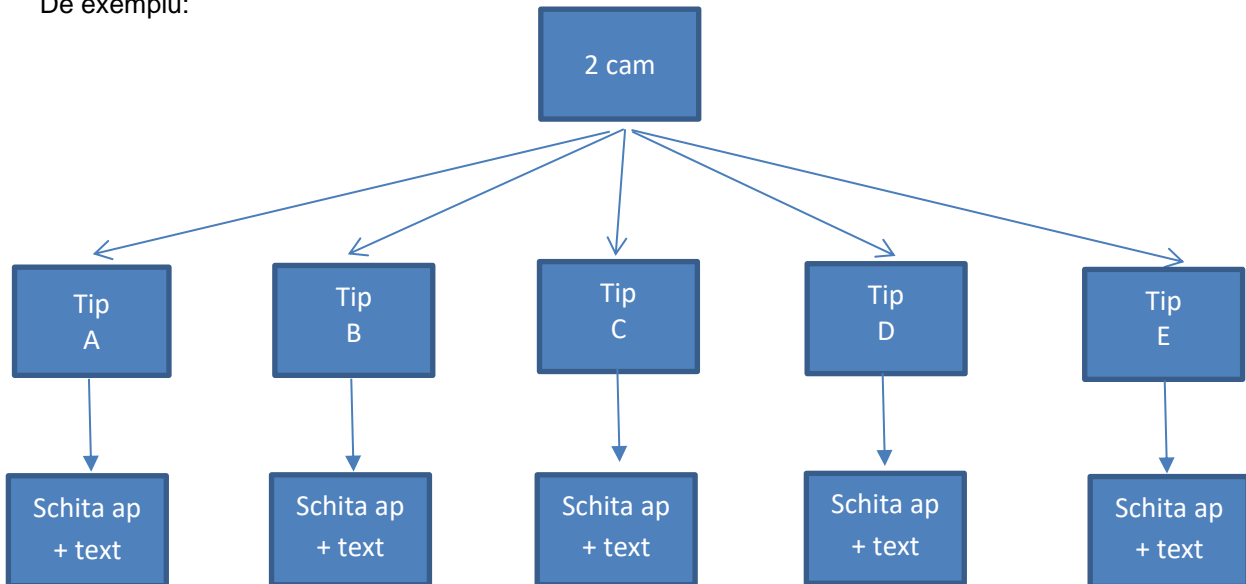 De exemplu:
2 cam
Tip
A
Tip
B
Tip
C
Tip
D
Tip
E
Schita ap
+ text
Schita ap
+ text
Schita ap
+ text
Schita ap
+ text
Schita ap
+ text